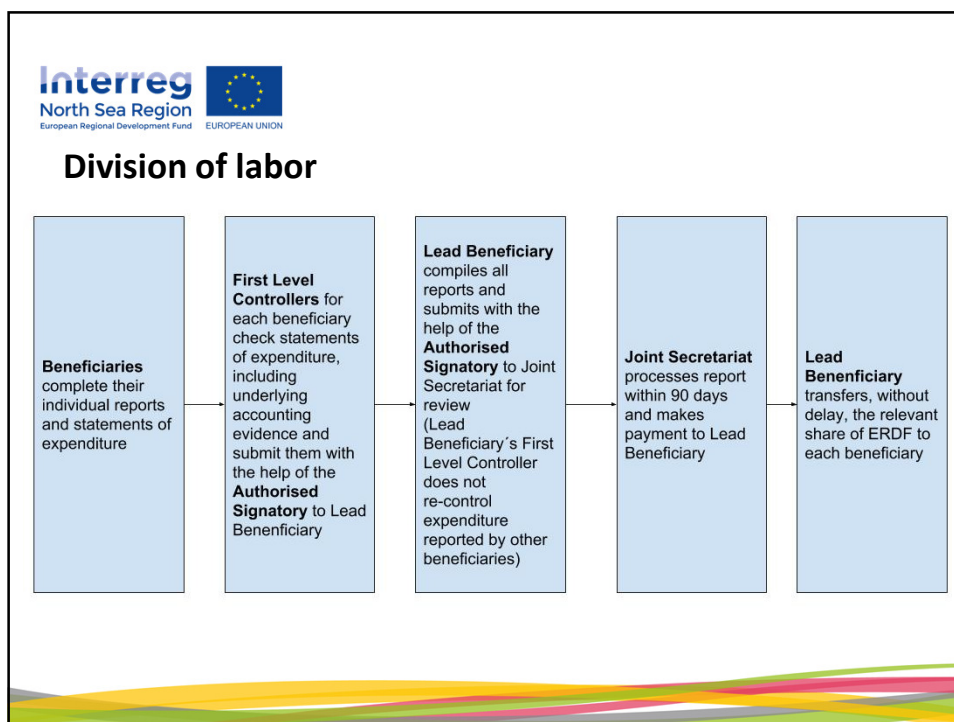 Interreg
North Sea Region
European Regional Development Fund
EUROPEAN UNION
Division of labor
Beneficiaries
complete their
individual reports
and statements of
expenditure
First Level
Controllers for
each beneficiary
check statements
of expenditure,
including
underlying
accounting
evidence and
submit them with
the help of the
Authorised
Signatory to Lead
Benenficiary
Lead Beneficiary
compiles all
reports and
submits with the
help of the
Authorised
Signatory to Joint
Secretariat for
review
(Lead
Beneficiary´s First
Level Controller
does not
re-control
expenditure
reported by other
beneficiaries)
Joint Secretariat
processes report
within 90 days
and makes
payment to Lead
Beneficiary
Lead
Benenficiary
transfers, without
delay, the relevant
share of ERDF to
each beneficiary